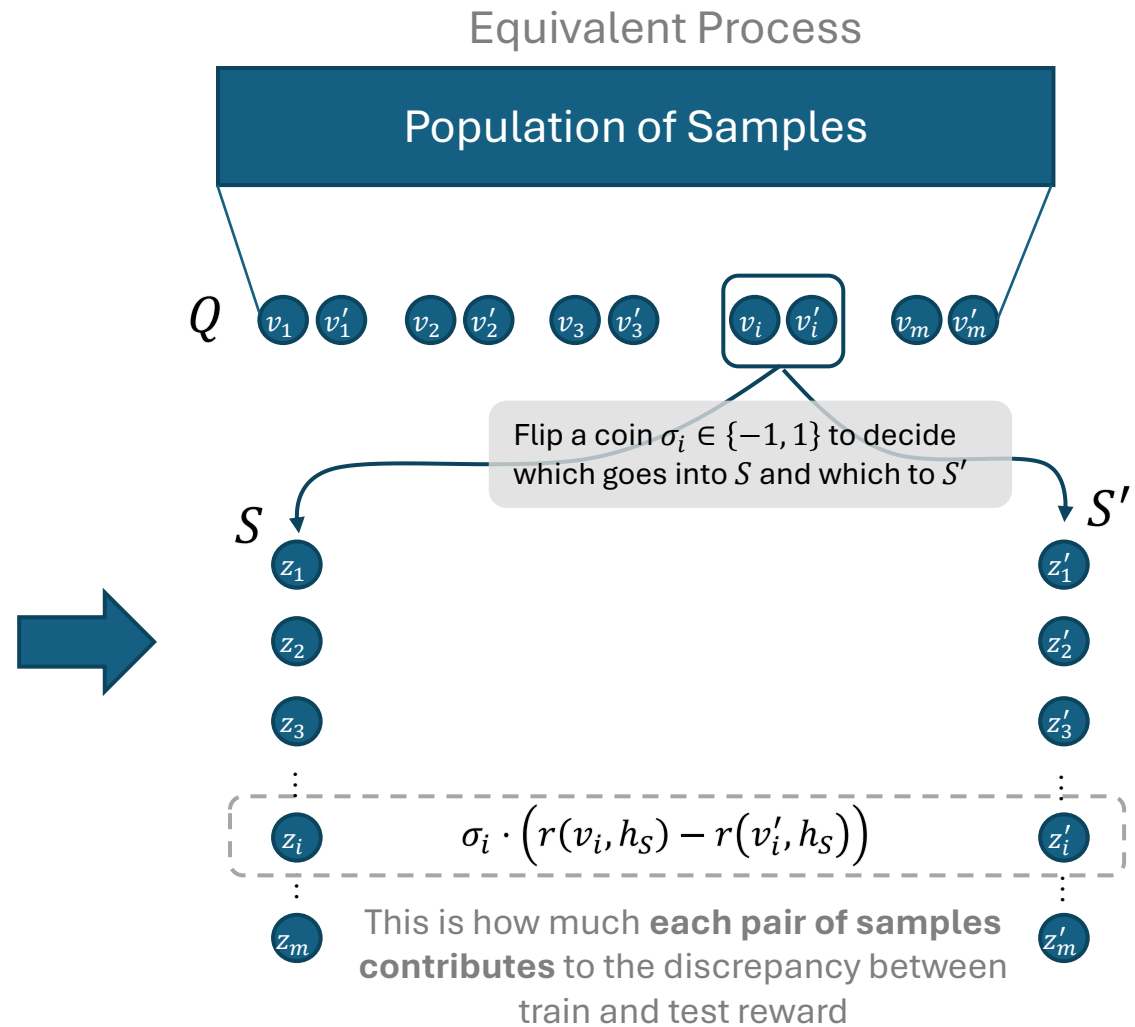 Equivalent Process
Population of Samples
Q v₁ v′₁ v₂ v′₂ v₃ v′₃ vᵢ v′ᵢ vₘ v′ₘ
Flip a coin σᵢ ∈ {−1, 1} to decide
which goes into S and which to S′
S S′
z₁ z′₁
z₂ z′₂
z₃ z′₃
⋮ ⋮
zᵢ σᵢ · (r(vᵢ, h_S) − r(v′ᵢ, h_S)) z′ᵢ
⋮ ⋮
zₘ z′ₘ
This is how much each pair of samples
contributes to the discrepancy between
train and test reward